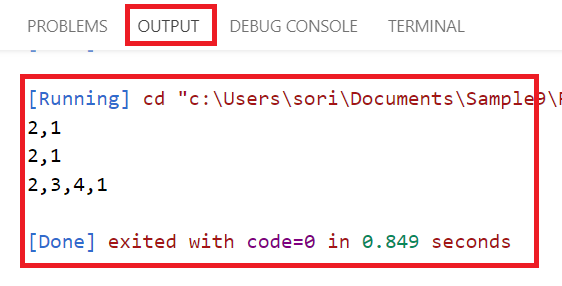 PROBLEMS OUTPUT DEBUG CONSOLE TERMINAL
[Running] cd "c:\Users\sori\Documents\Sample9\
2,1
2,1
2,3,4,1
[Done] exited with code=0 in 0.849 seconds